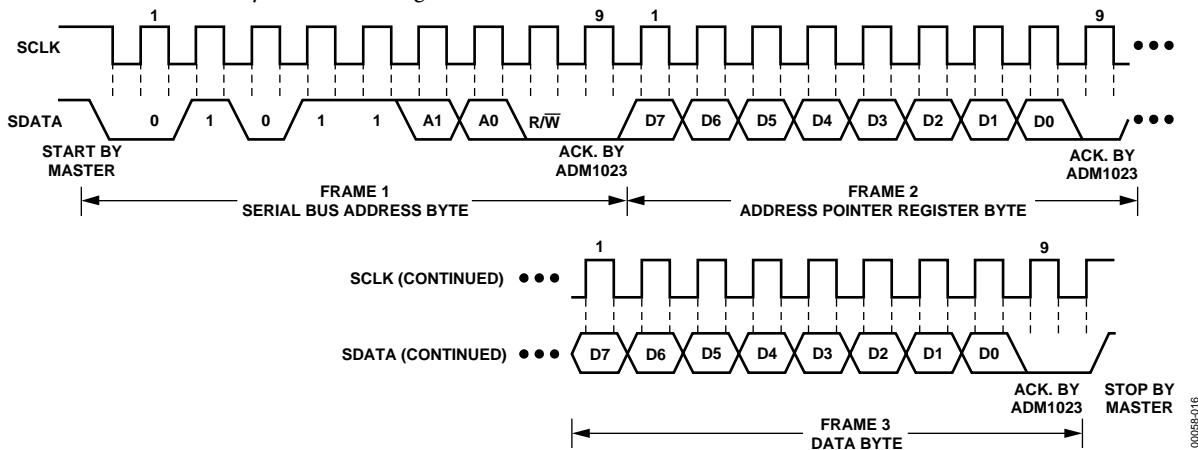 1 9 1 9
SCLK
SDATA 0 1 0 1 1 A1 A0 R/W̅ D7 D6 D5 D4 D3 D2 D1 D0
START BY
MASTER
ACK. BY
ADM1023
ACK. BY
ADM1023
FRAME 1
SERIAL BUS ADDRESS BYTE
FRAME 2
ADDRESS POINTER REGISTER BYTE
1 9
SCLK (CONTINUED)
SDATA (CONTINUED) D7 D6 D5 D4 D3 D2 D1 D0
ACK. BY
ADM1023
STOP BY
MASTER
FRAME 3
DATA BYTE
00058-016